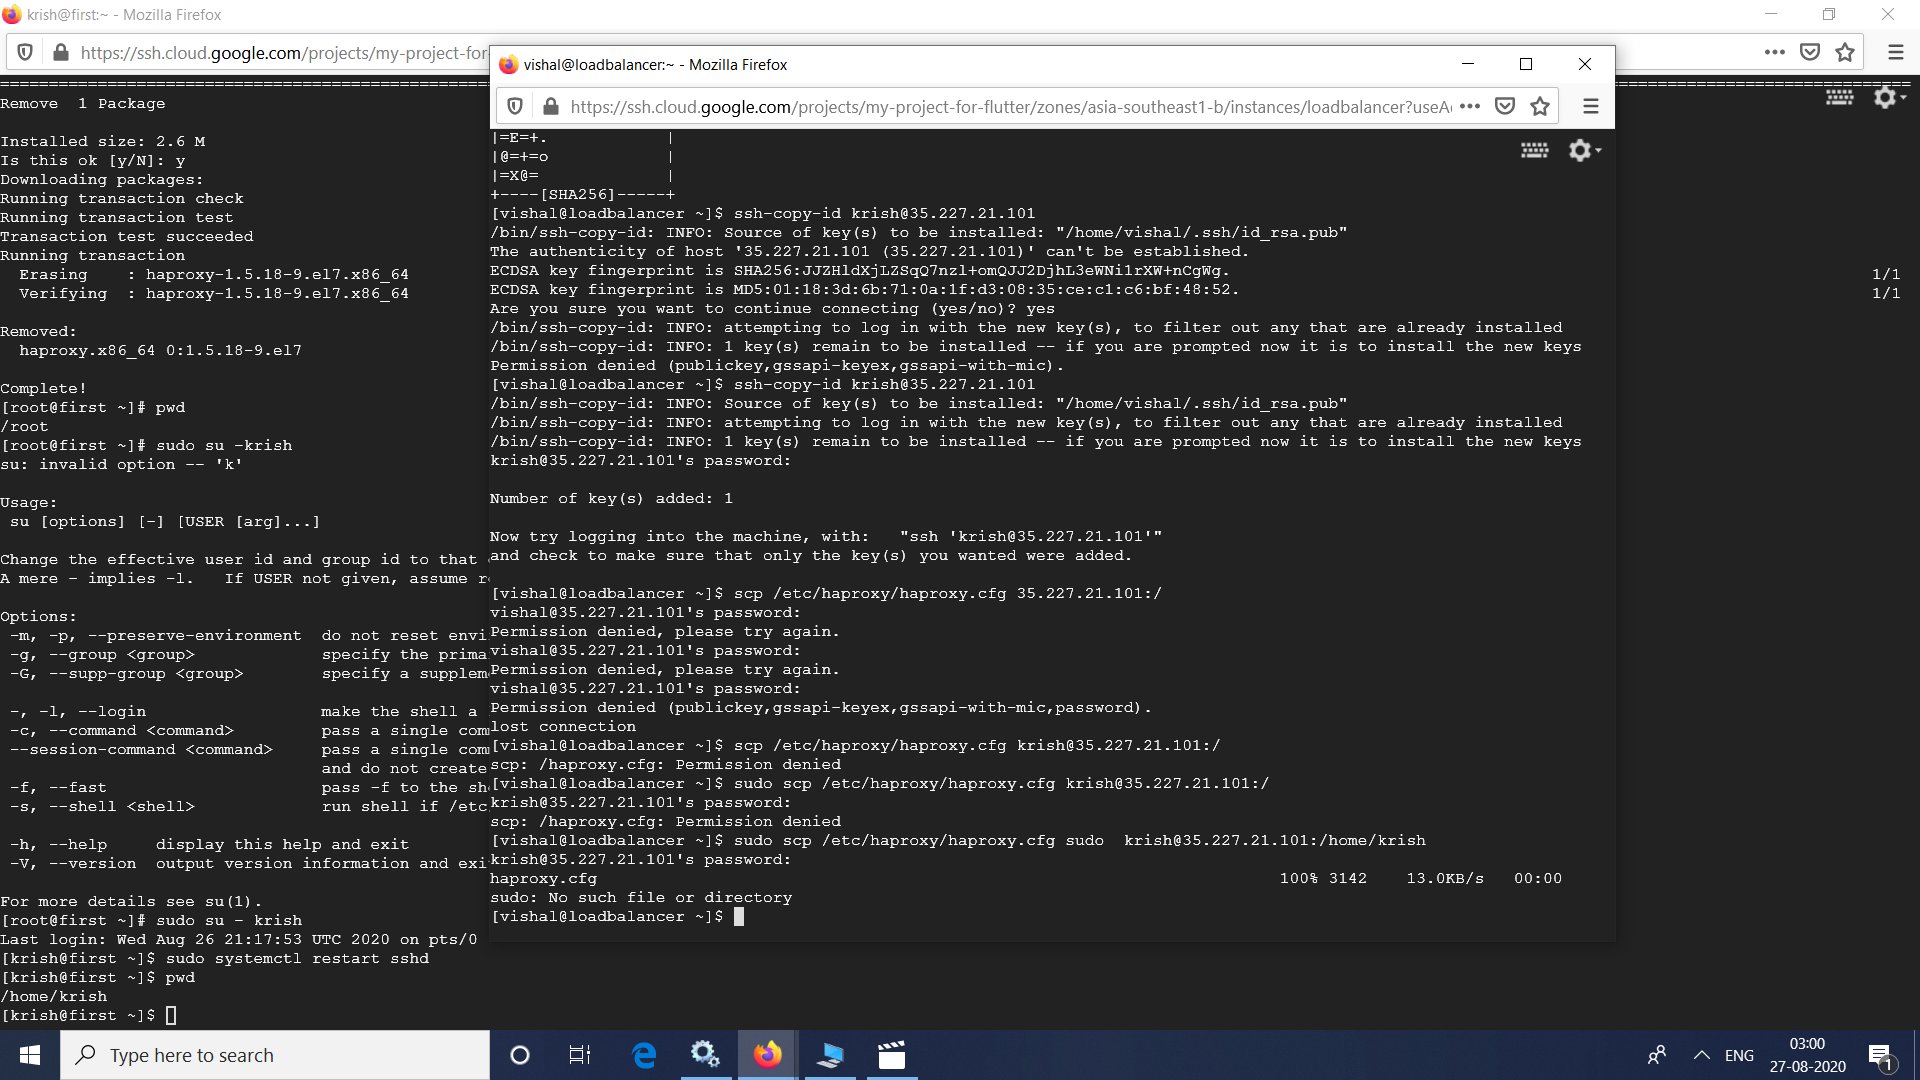 krish@first:~ - Mozilla Firefox
https://ssh.cloud.google.com/projects/my-project-for
================================================
Remove  1 Package
Installed size: 2.6 M
Is this ok [y/N]: y
Downloading packages:
Running transaction check
Running transaction test
Transaction test succeeded
Running transaction
  Erasing    : haproxy-1.5.18-9.el7.x86_64
1/1
  Verifying  : haproxy-1.5.18-9.el7.x86_64
1/1
Removed:
  haproxy.x86_64 0:1.5.18-9.el7
Complete!
[root@first ~]# pwd
/root
[root@first ~]# sudo su -krish
su: invalid option -- 'k'
Usage:
 su [options] [-] [USER [arg]...]
Change the effective user id and group id to that
A mere - implies -l.   If USER not given, assume
Options:
 -m, -p, --preserve-environment  do not reset
 -g, --group <group>             specify the
 -G, --supp-group <group>        specify a
 -, -l, --login                  make the shell a
 -c, --command <command>         pass a single
 --session-command <command>     pass a single
                                 and do not create
 -f, --fast                      pass -f to the
 -s, --shell <shell>             run shell if
 -h, --help     display this help and exit
 -V, --version  output version information and
For more details see su(1).
[root@first ~]# sudo su - krish
Last login: Wed Aug 26 21:17:53 UTC 2020 on pts/0
[krish@first ~]$ sudo systemctl restart sshd
[krish@first ~]$ pwd
/home/krish
[krish@first ~]$
vishal@loadbalancer:~ - Mozilla Firefox
https://ssh.cloud.google.com/projects/my-project-for-flutter/zones/asia-southeast1-b/instances/loadbalancer?useA
|=E=+.            |
|@=+=o            |
|=X@=             |
+----[SHA256]-----+
[vishal@loadbalancer ~]$ ssh-copy-id krish@35.227.21.101
/bin/ssh-copy-id: INFO: Source of key(s) to be installed: "/home/vishal/.ssh/id_rsa.pub"
The authenticity of host '35.227.21.101 (35.227.21.101)' can't be established.
ECDSA key fingerprint is SHA256:JJZHldXjLZSqQ7nzl+omQJJ2DjhL3eWNi1rXW+nCgWg.
ECDSA key fingerprint is MD5:01:18:3d:6b:71:0a:1f:d3:08:35:ce:c1:c6:bf:48:52.
Are you sure you want to continue connecting (yes/no)? yes
/bin/ssh-copy-id: INFO: attempting to log in with the new key(s), to filter out any that are already installed
/bin/ssh-copy-id: INFO: 1 key(s) remain to be installed -- if you are prompted now it is to install the new keys
Permission denied (publickey,gssapi-keyex,gssapi-with-mic).
[vishal@loadbalancer ~]$ ssh-copy-id krish@35.227.21.101
/bin/ssh-copy-id: INFO: Source of key(s) to be installed: "/home/vishal/.ssh/id_rsa.pub"
/bin/ssh-copy-id: INFO: attempting to log in with the new key(s), to filter out any that are already installed
/bin/ssh-copy-id: INFO: 1 key(s) remain to be installed -- if you are prompted now it is to install the new keys
krish@35.227.21.101's password:
Number of key(s) added: 1
Now try logging into the machine, with:   "ssh 'krish@35.227.21.101'"
and check to make sure that only the key(s) you wanted were added.
[vishal@loadbalancer ~]$ scp /etc/haproxy/haproxy.cfg 35.227.21.101:/
vishal@35.227.21.101's password:
Permission denied, please try again.
vishal@35.227.21.101's password:
Permission denied, please try again.
vishal@35.227.21.101's password:
Permission denied (publickey,gssapi-keyex,gssapi-with-mic,password).
lost connection
[vishal@loadbalancer ~]$ scp /etc/haproxy/haproxy.cfg krish@35.227.21.101:/
scp: /haproxy.cfg: Permission denied
[vishal@loadbalancer ~]$ sudo scp /etc/haproxy/haproxy.cfg krish@35.227.21.101:/
krish@35.227.21.101's password:
scp: /haproxy.cfg: Permission denied
[vishal@loadbalancer ~]$ sudo scp /etc/haproxy/haproxy.cfg sudo  krish@35.227.21.101:/home/krish
krish@35.227.21.101's password:
haproxy.cfg                                   100% 3142    13.0KB/s   00:00
sudo: No such file or directory
[vishal@loadbalancer ~]$
Type here to search
ENG
03:00
27-08-2020
1